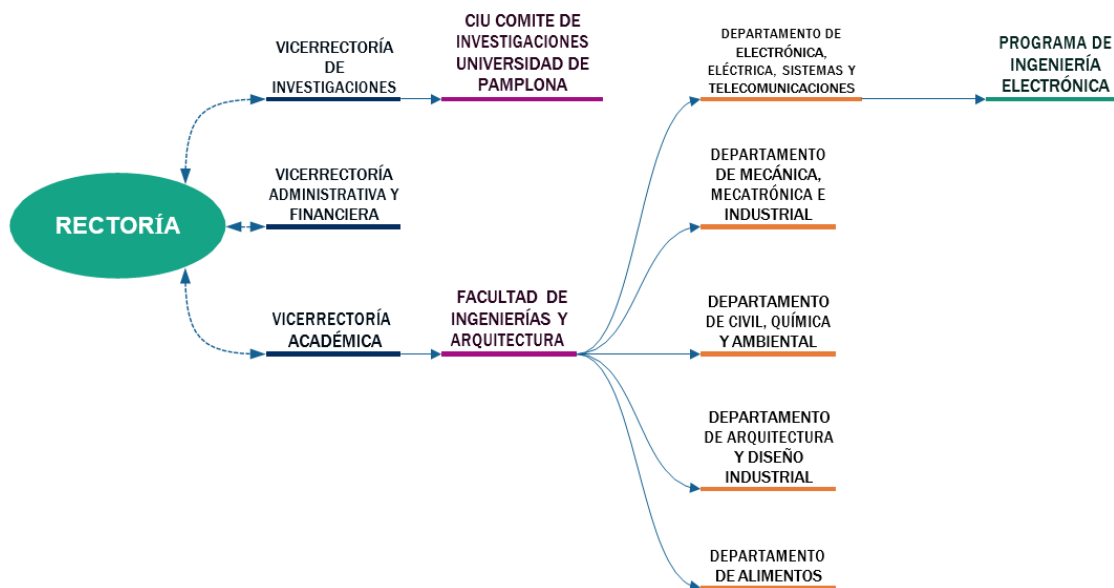 RECTORÍA
VICERRECTORÍA
DE
INVESTIGACIONES
CIU COMITE DE
INVESTIGACIONES
UNIVERSIDAD DE
PAMPLONA
VICERRECTORÍA
ADMINISTRATIVA Y
FINANCIERA
VICERRECTORÍA
ACADÉMICA
FACULTAD DE
INGENIERÍAS Y
ARQUITECTURA
DEPARTAMENTO DE
ELECTRÓNICA,
ELÉCTRICA, SISTEMAS Y
TELECOMUNICACIONES
PROGRAMA DE
INGENIERÍA
ELECTRÓNICA
DEPARTAMENTO
DE MECÁNICA,
MECATRÓNICA E
INDUSTRIAL
DEPARTAMENTO
DE CIVIL, QUÍMICA
Y AMBIENTAL
DEPARTAMENTO
DE ARQUITECTURA
Y DISEÑO
INDUSTRIAL
DEPARTAMENTO
DE ALIMENTOS